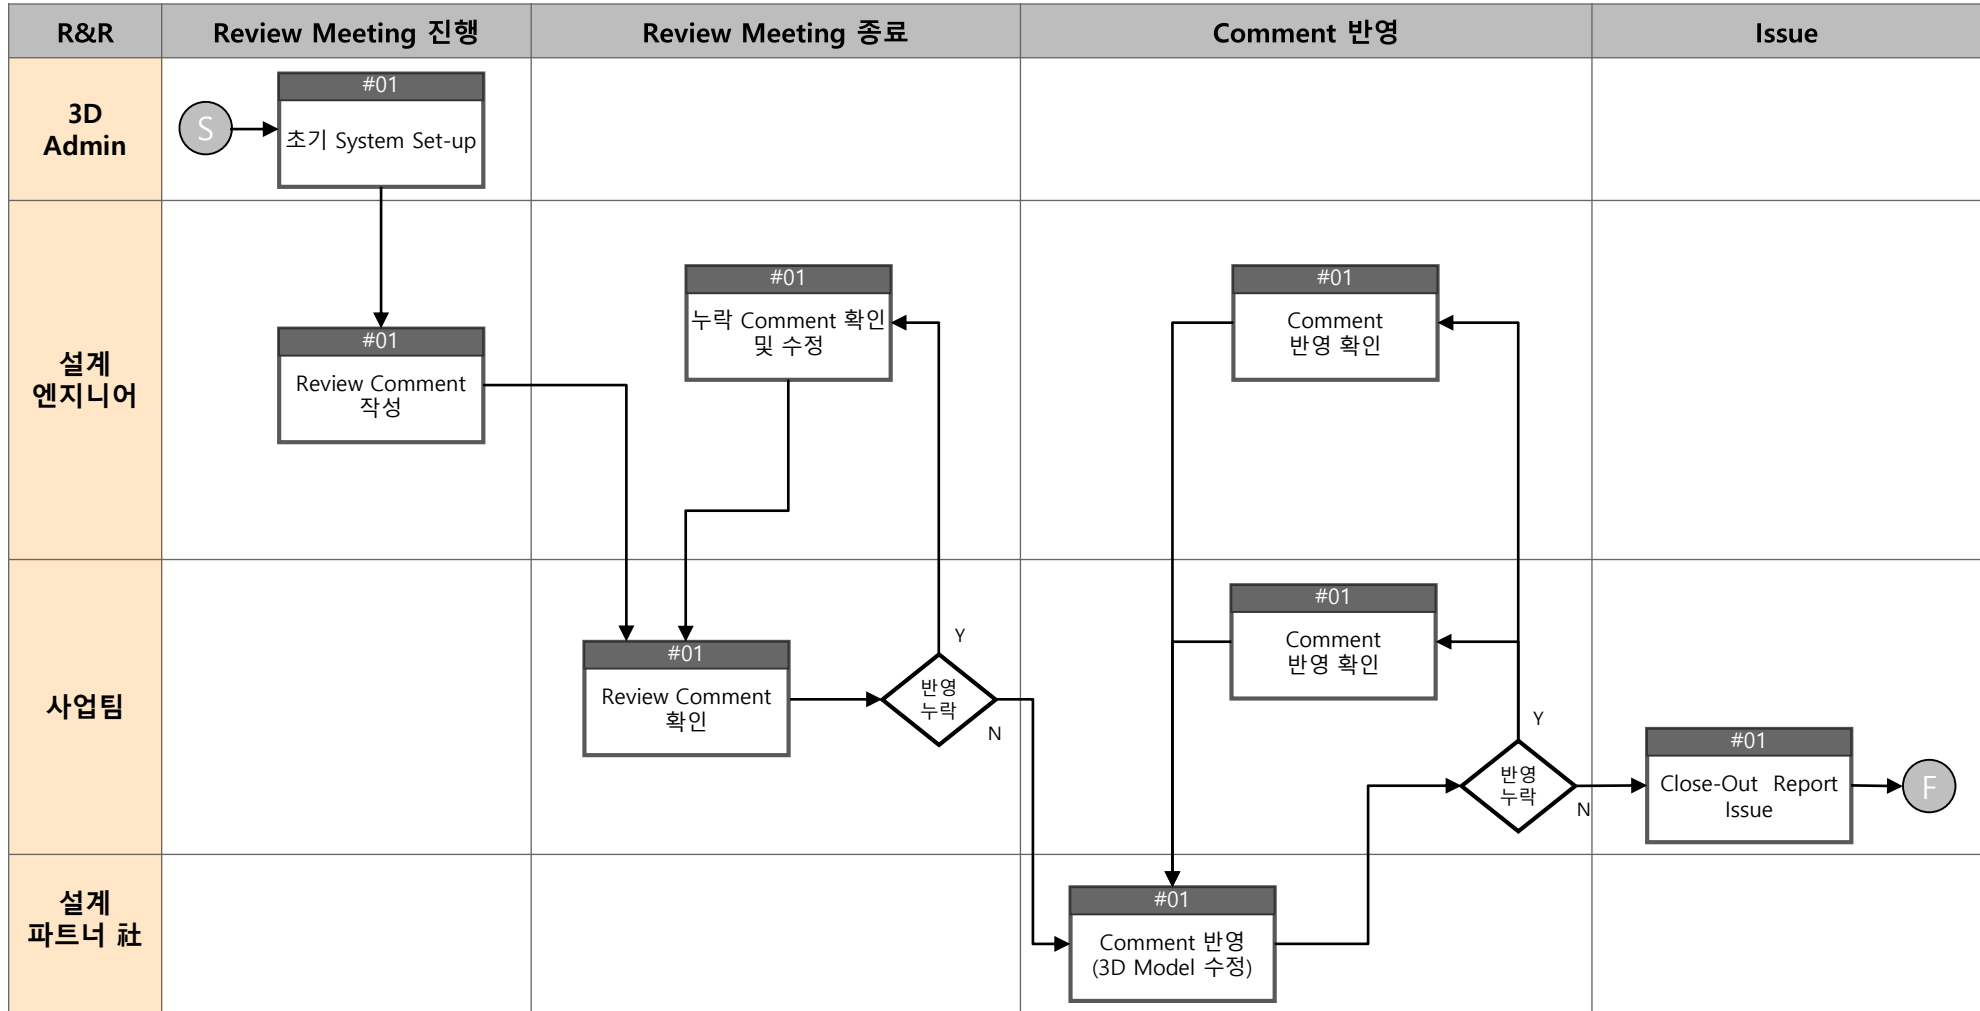 R&R
Review Meeting 진행
Review Meeting 종료
Comment 반영
Issue
3D
Admin
S
#01
초기 System Set-up
설계
엔지니어
#01
Review Comment
작성
#01
누락 Comment 확인
및 수정
#01
Comment
반영 확인
사업팀
#01
Review Comment
확인
반영
누락
Y
N
#01
Comment
반영 확인
반영
누락
Y
N
#01
Close-Out Report
Issue
F
설계
파트너 社
#01
Comment 반영
(3D Model 수정)